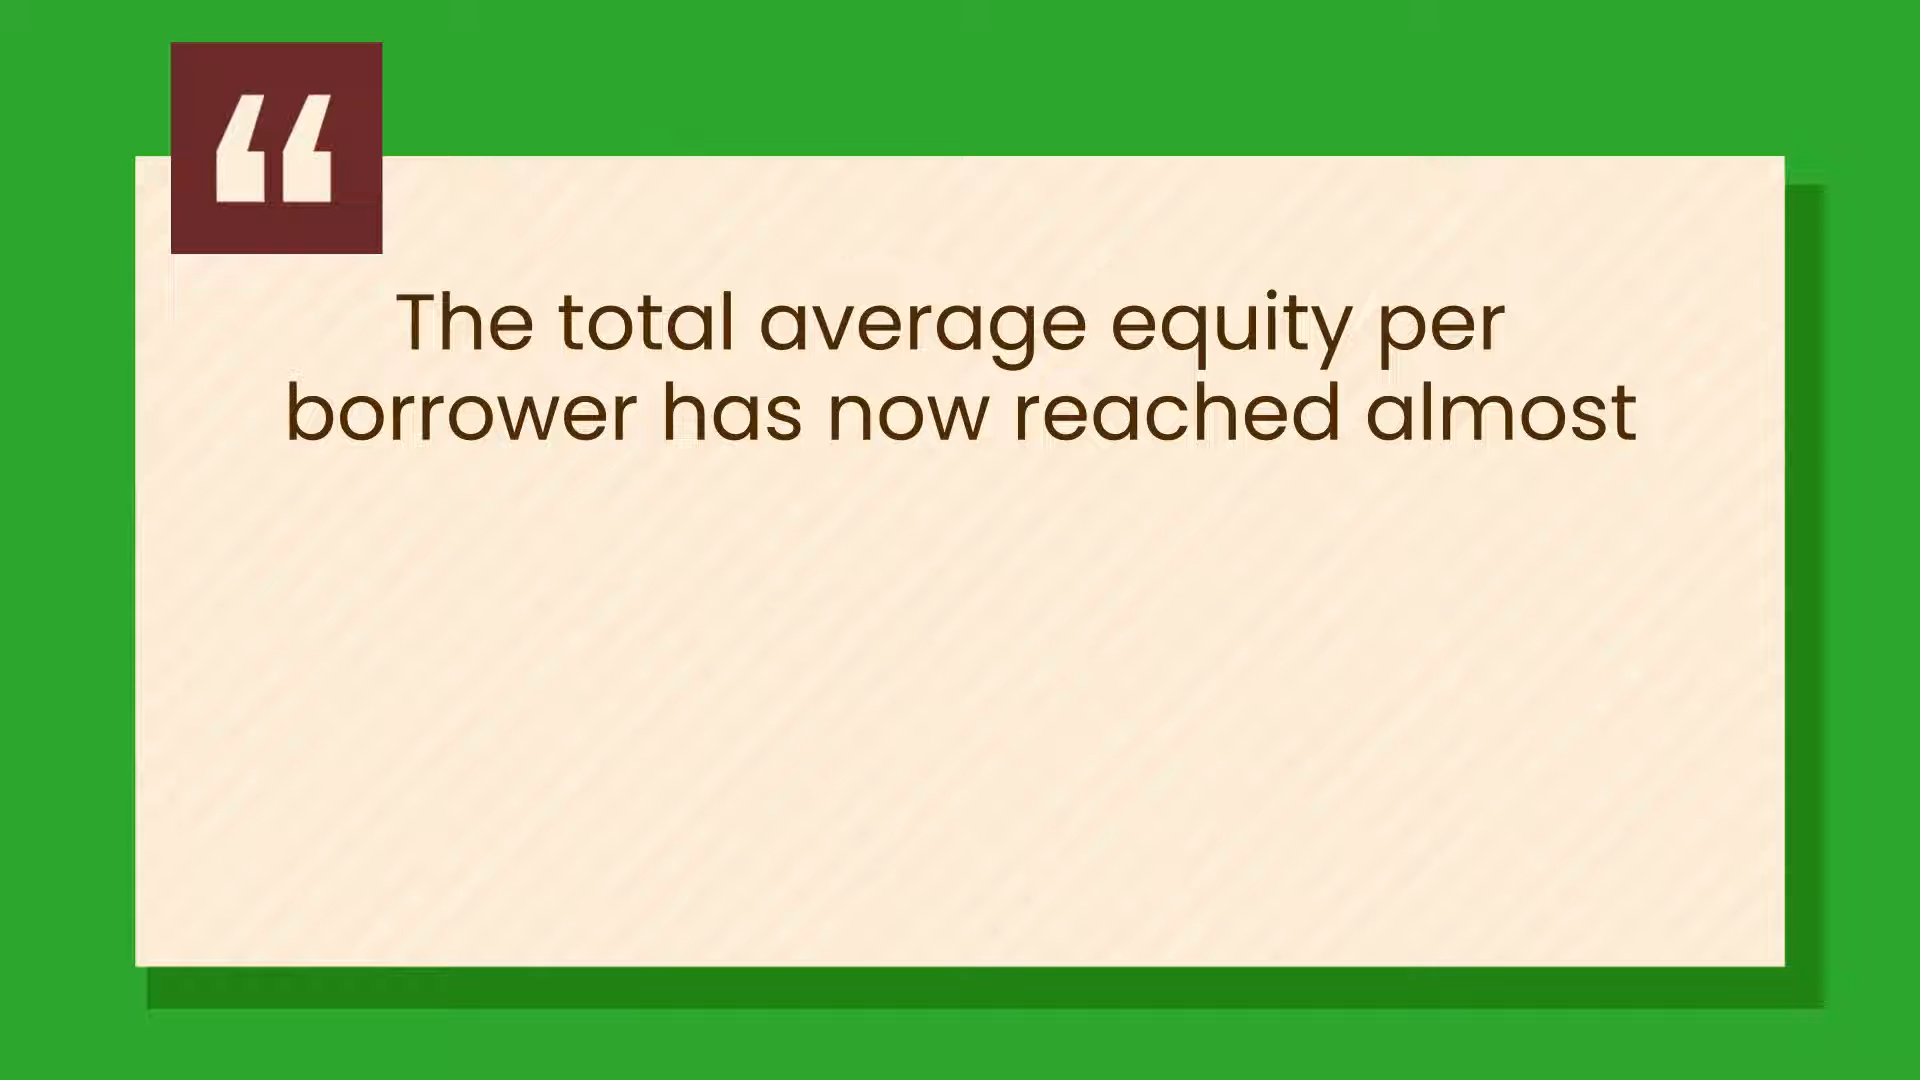 “
The total average equity per
borrower has now reached almost